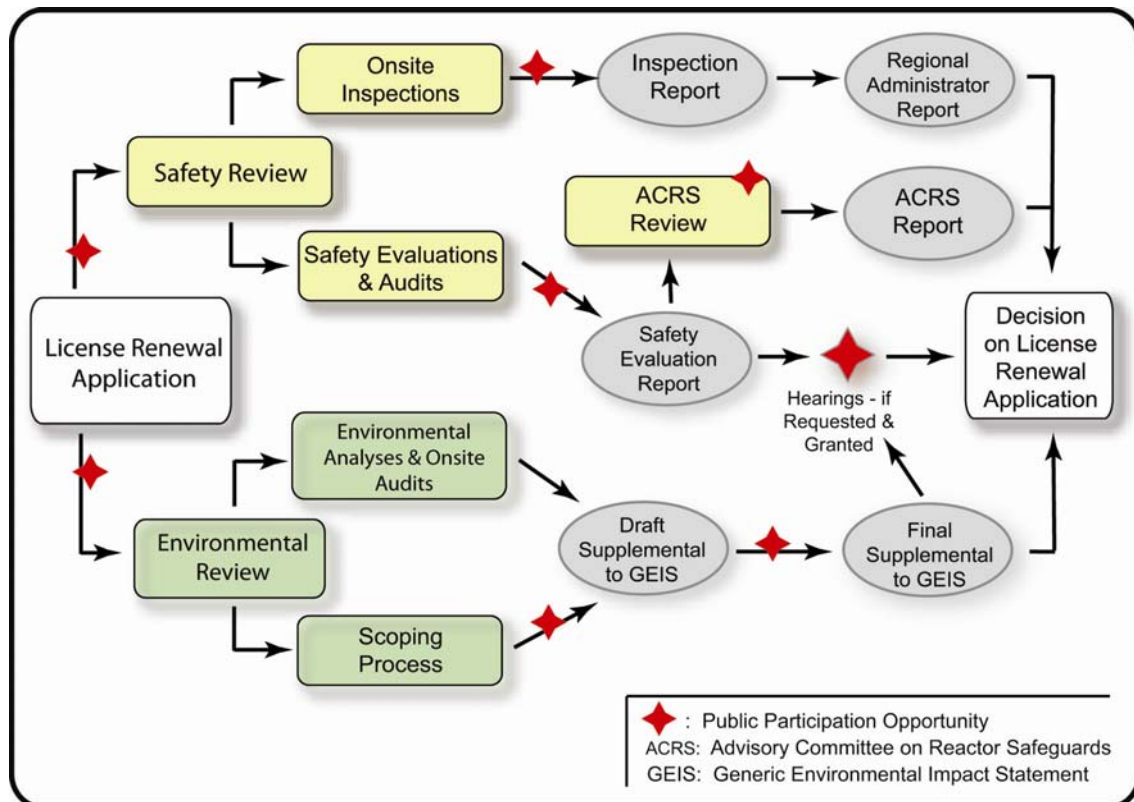 Onsite
Inspections
Inspection
Report
Regional
Administrator
Report
Safety Review
ACRS
Review
ACRS
Report
Safety Evaluations
& Audits
License Renewal
Application
Safety
Evaluation
Report
Hearings - if
Requested &
Granted
Decision
on License
Renewal
Application
Environmental
Analyses & Onsite
Audits
Environmental
Review
Draft
Supplemental
to GEIS
Final
Supplemental
to GEIS
Scoping
Process
: Public Participation Opportunity
ACRS: Advisory Committee on Reactor Safeguards
GEIS: Generic Environmental Impact Statement